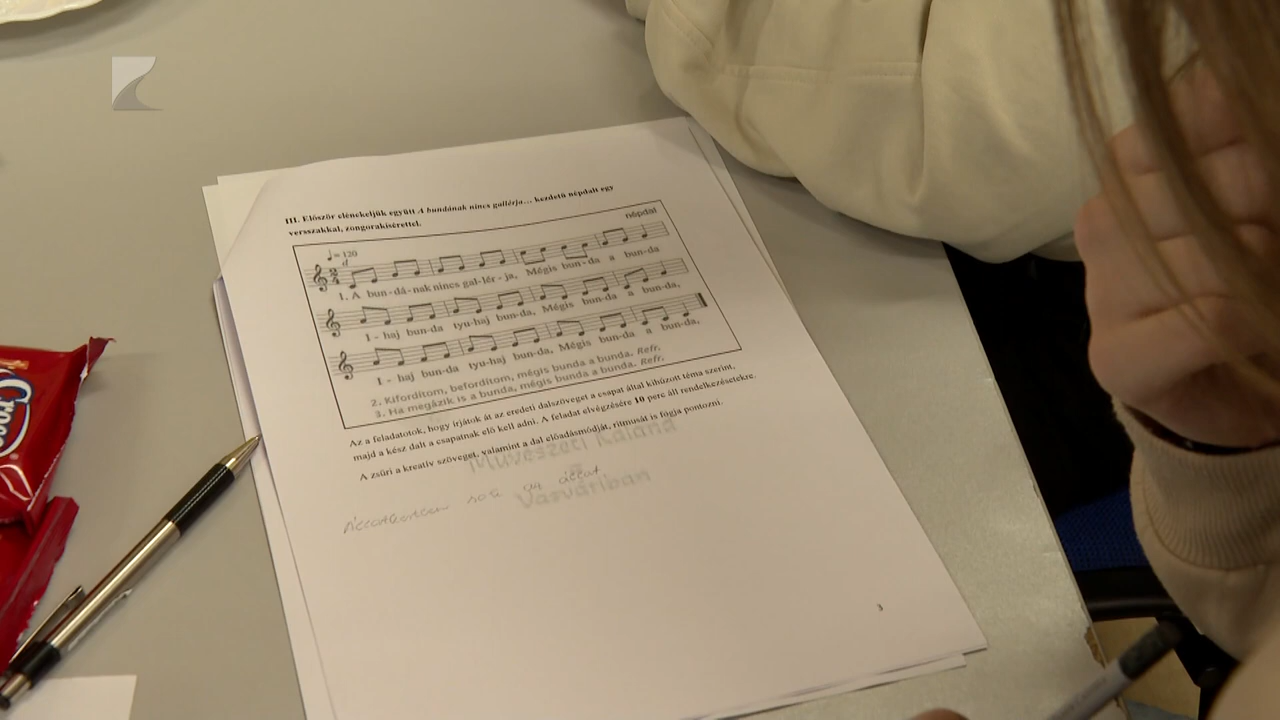 III. Először elénekeljük együtt A bundának nincs gallérja… kezdetű népdalt egy
versszakkal, zongorakísérettel.
népdal
♩= 120
1. A bun-dá-nak nincs gal-lér-ja, Mégis bun-da a bun-da
I - haj bun-da tyu-haj bun-da, Mégis bun-da a bun-da,
I - haj bun-da tyu-haj bun-da, Mégis bun-da a bun-da,
2. Kifordítom, befordítom, mégis bunda a bunda. Refr.
3. Ha megázik is a bunda, mégis bunda a bunda. Refr.
Az a feladatotok, hogy írjátok át az eredeti dalszöveget a csapat által kihúzott téma szerint,
majd a kész dalt a csapatnak elő kell adni. A feladat elvégzésére 10 perc áll rendelkezésetekre.
A zsűri a kreatív szöveget, valamint a dal előadásmódját, ritmusát is fogja pontozni.
Művészeti Kaland
Vasváriban
3